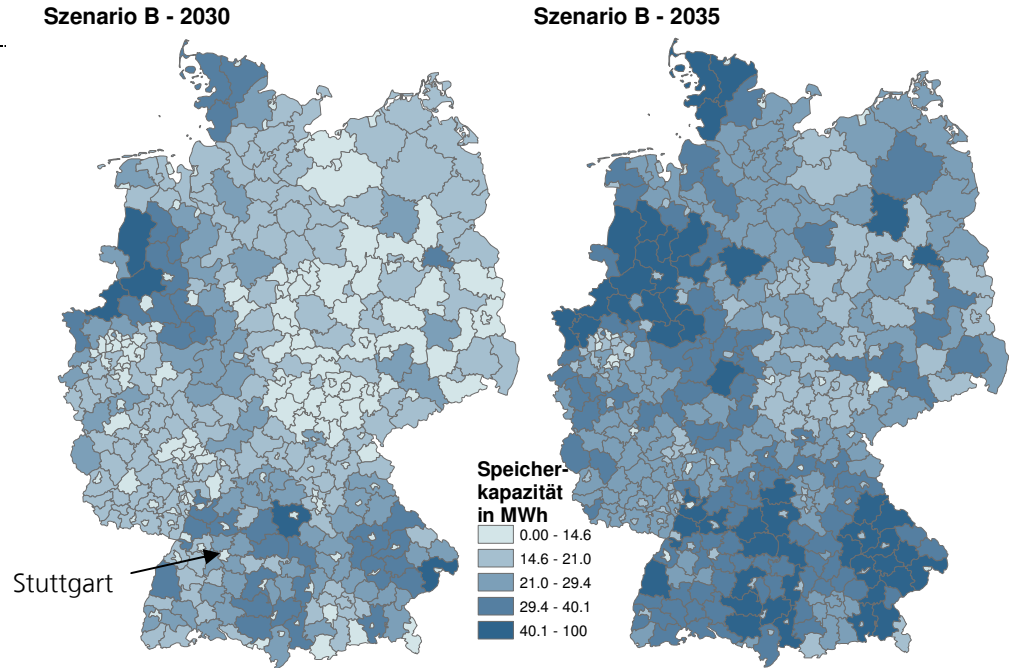 Szenario B - 2030
Szenario B - 2035
Speicher-
kapazität
in MWh
0.00 - 14.6
14.6 - 21.0
21.0 - 29.4
29.4 - 40.1
40.1 - 100
Stuttgart